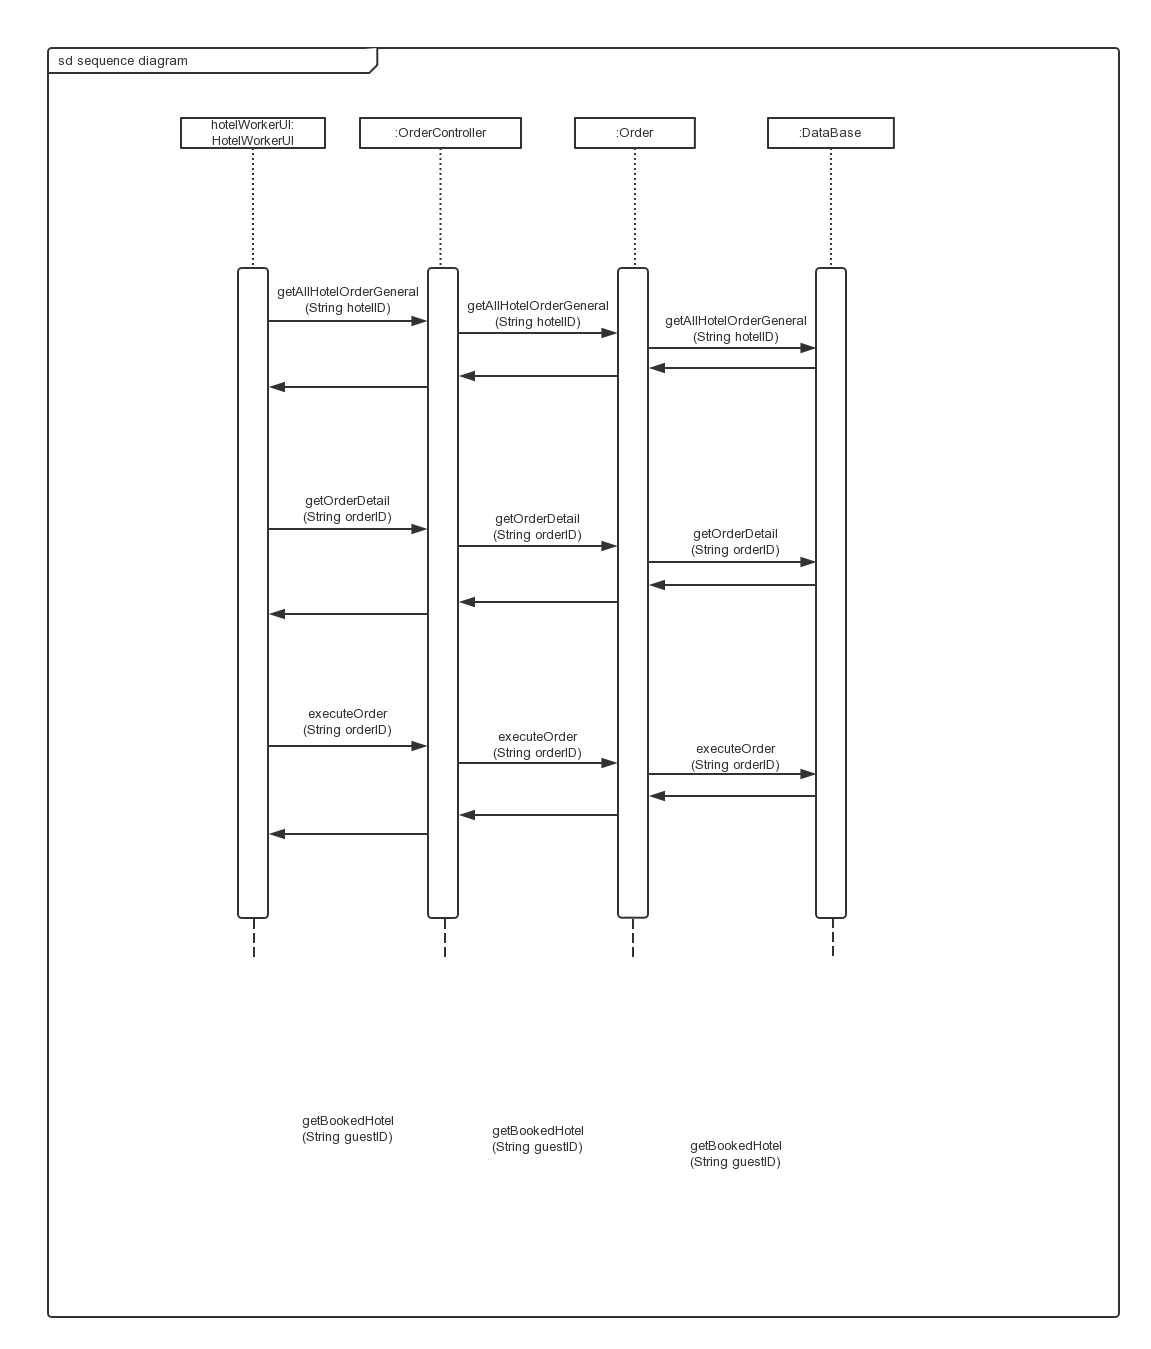 sd sequence diagram
hotelWorkerUI:
HotelWorkerUI
:OrderController
:Order
:DataBase
getAllHotelOrderGeneral
(String hotelID)
getAllHotelOrderGeneral
(String hotelID)
getAllHotelOrderGeneral
(String hotelID)
getOrderDetail
(String orderID)
getOrderDetail
(String orderID)
getOrderDetail
(String orderID)
executeOrder
(String orderID)
executeOrder
(String orderID)
executeOrder
(String orderID)
getBookedHotel
(String guestID)
getBookedHotel
(String guestID)
getBookedHotel
(String guestID)